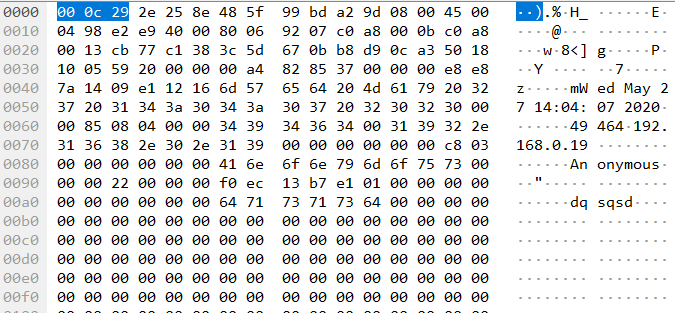 0000 00 0c 29 2e 25 8e 48 5f 99 bd a2 9d 08 00 45 00 ··).%·H_ ······E·
0010 04 98 e2 e9 40 00 80 06 92 07 c0 a8 00 0b c0 a8 ····@··· ········
0020 00 13 cb 77 c1 38 3c 5d 67 0b b8 d9 0c a3 50 18 ···w·8<] g·····P·
0030 10 05 59 20 00 00 00 a4 82 85 37 00 00 00 e8 e8 ··Y ···· ··7·····
0040 7a 14 09 e1 12 16 6d 57 65 64 20 4d 61 79 20 32 z·····mW ed May 2
0050 37 20 31 34 3a 30 34 3a 30 37 20 32 30 32 30 00 7 14:04: 07 2020·
0060 00 85 08 04 00 00 34 39 34 36 34 00 31 39 32 2e ······49 464·192.
0070 31 36 38 2e 30 2e 31 39 00 00 00 00 00 00 c8 03 168.0.19 ········
0080 00 00 00 00 00 00 41 6e 6f 6e 79 6d 6f 75 73 00 ······An onymous·
0090 00 00 22 00 00 00 f0 ec 13 b7 e1 01 00 00 00 00 ··"····· ········
00a0 00 00 00 00 00 00 64 71 73 71 73 64 00 00 00 00 ······dq sqsd····
00b0 00 00 00 00 00 00 00 00 00 00 00 00 00 00 00 00 ········ ········
00c0 00 00 00 00 00 00 00 00 00 00 00 00 00 00 00 00 ········ ········
00d0 00 00 00 00 00 00 00 00 00 00 00 00 00 00 00 00 ········ ········
00e0 00 00 00 00 00 00 00 00 00 00 00 00 00 00 00 00 ········ ········
00f0 00 00 00 00 00 00 00 00 00 00 00 00 00 00 00 00 ········ ········